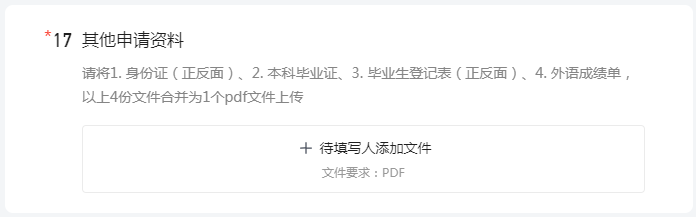 *17 其他申请资料
请将1. 身份证（正反面）、2. 本科毕业证、3. 毕业生登记表（正反面）、4. 外语成绩单，
以上4份文件合并为1个pdf文件上传
＋ 待填写人添加文件
文件要求：PDF